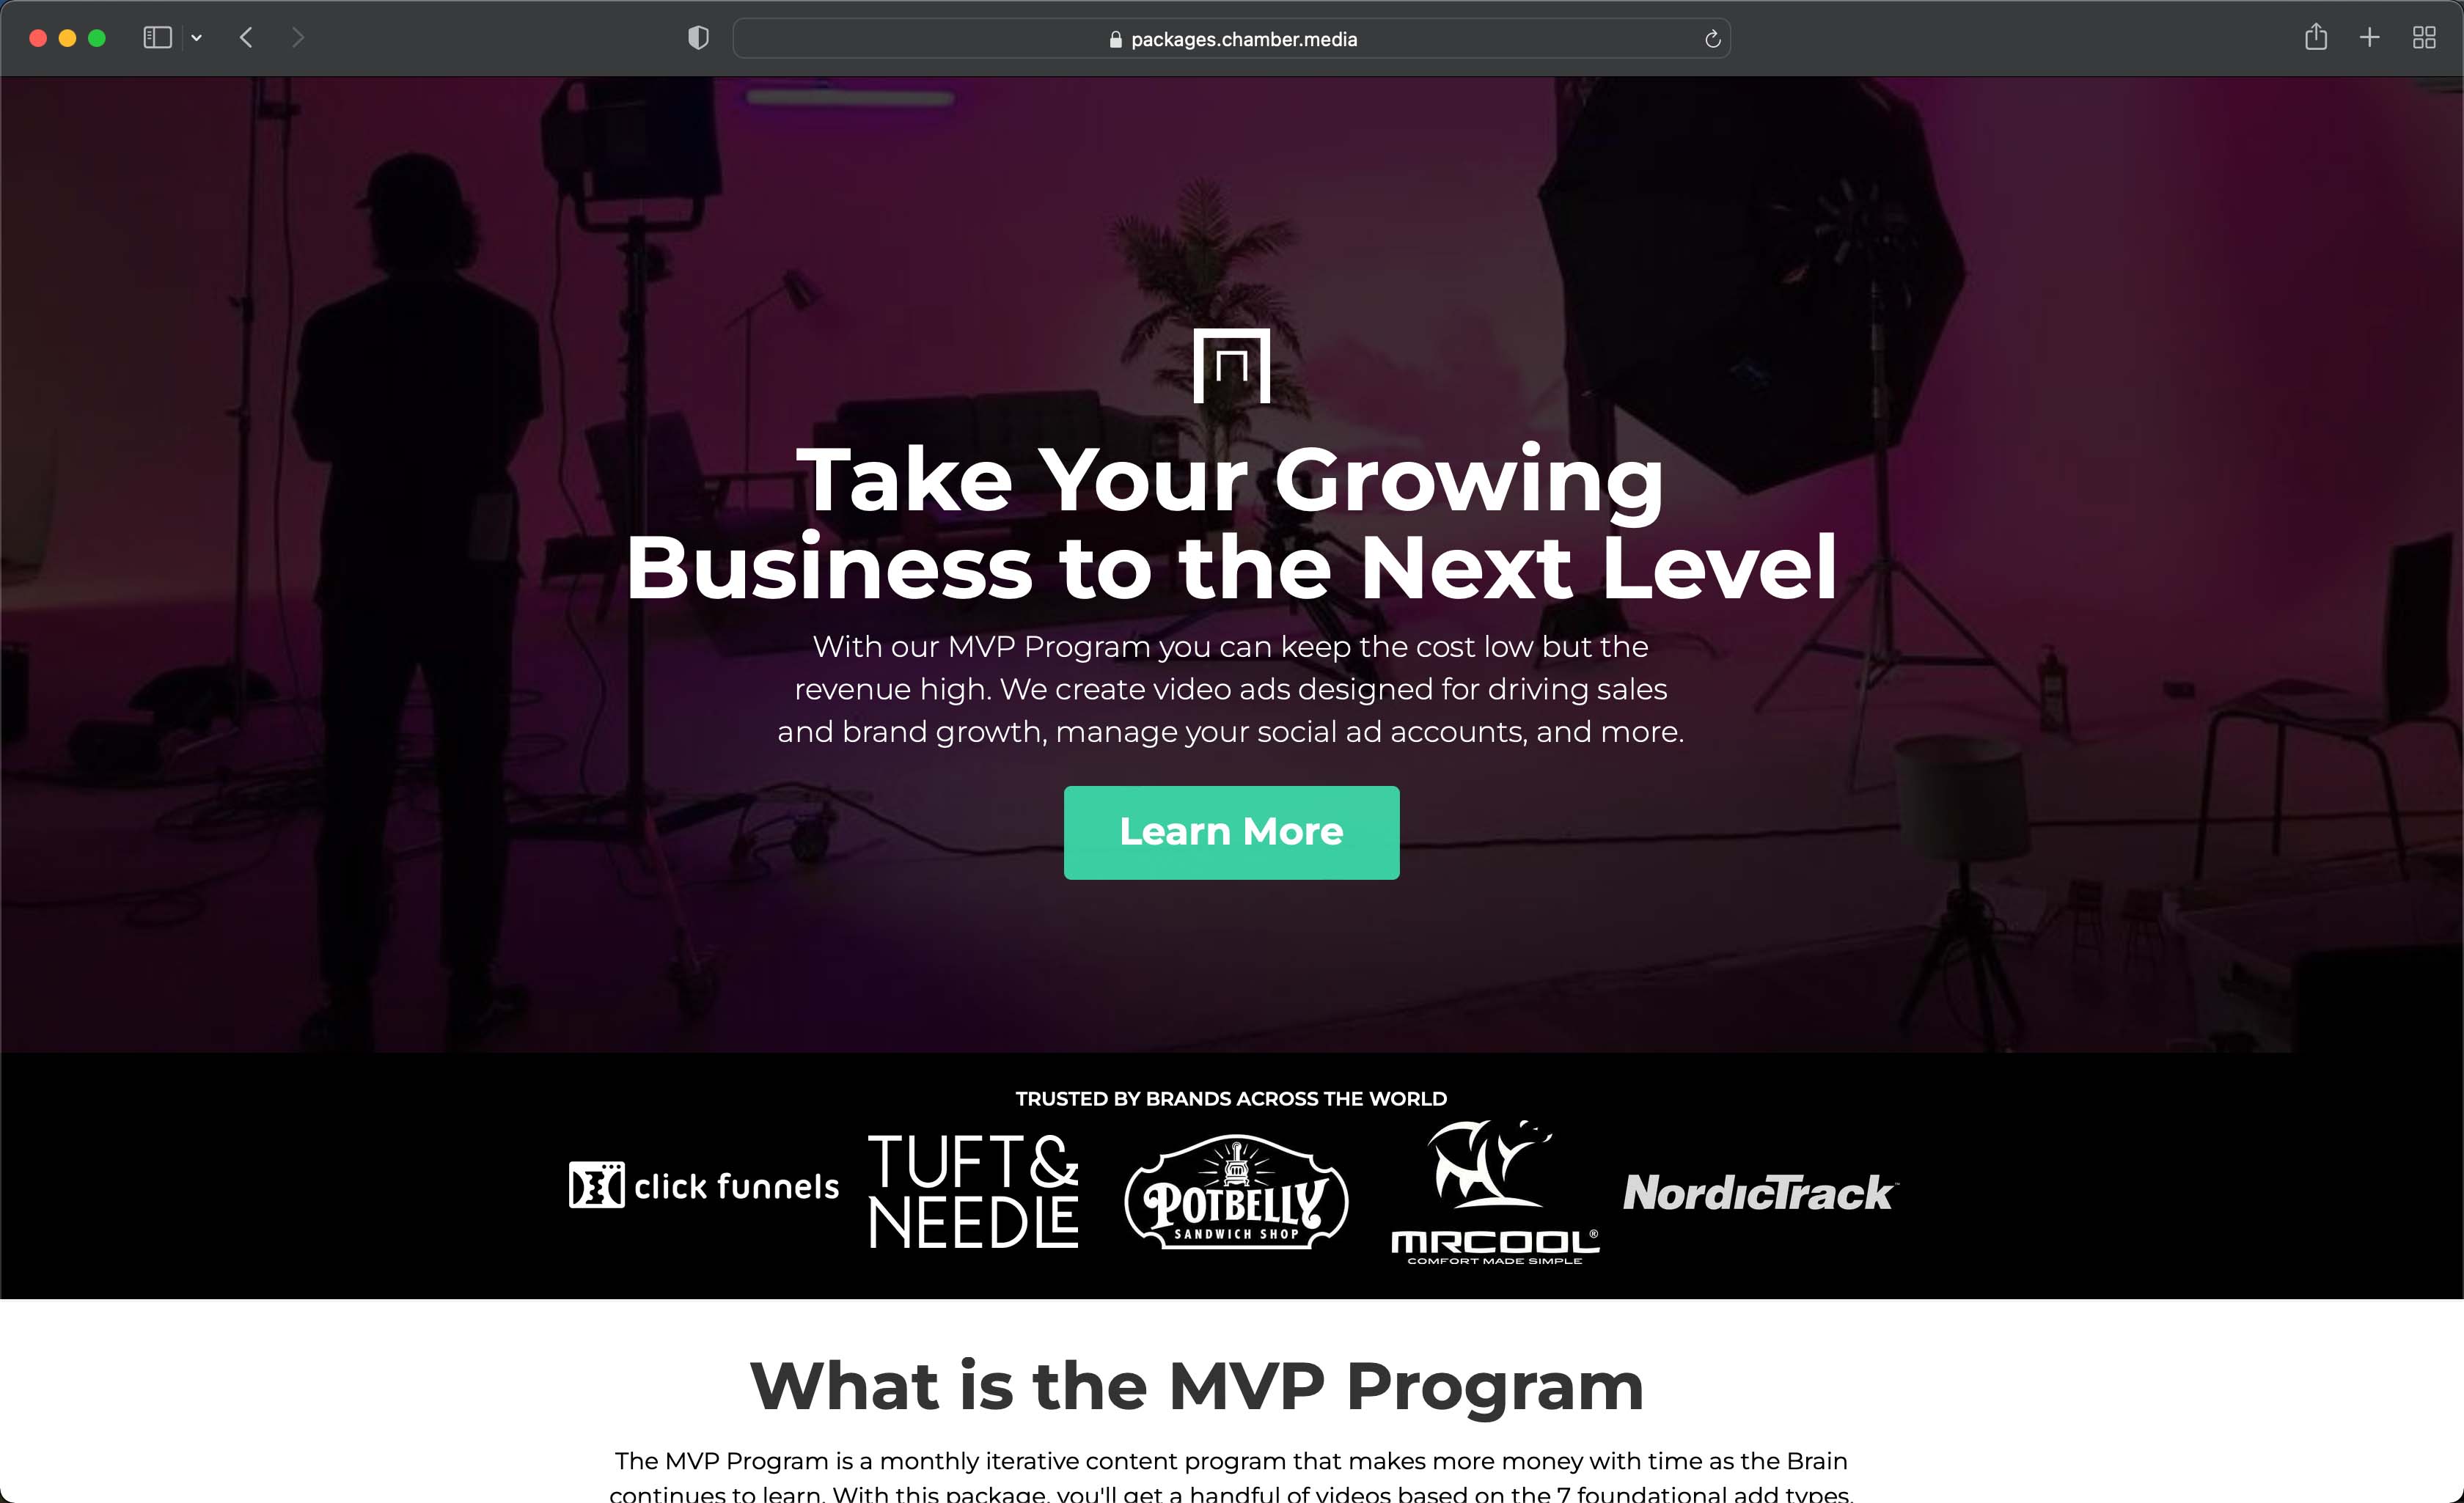 packages.chamber.media
Take Your Growing
Business to the Next Level
With our MVP Program you can keep the cost low but the
revenue high. We create video ads designed for driving sales
and brand growth, manage your social ad accounts, and more.
Learn More
TRUSTED BY BRANDS ACROSS THE WORLD
click funnels
TUFT&
NEEDLE
POTBELLY
SANDWICH SHOP
MRCOOL®
COMFORT MADE SIMPLE
NordicTrack™
What is the MVP Program
The MVP Program is a monthly iterative content program that makes more money with time as the Brain
continues to learn. With this package, you'll get a handful of videos based on the 7 foundational add types,